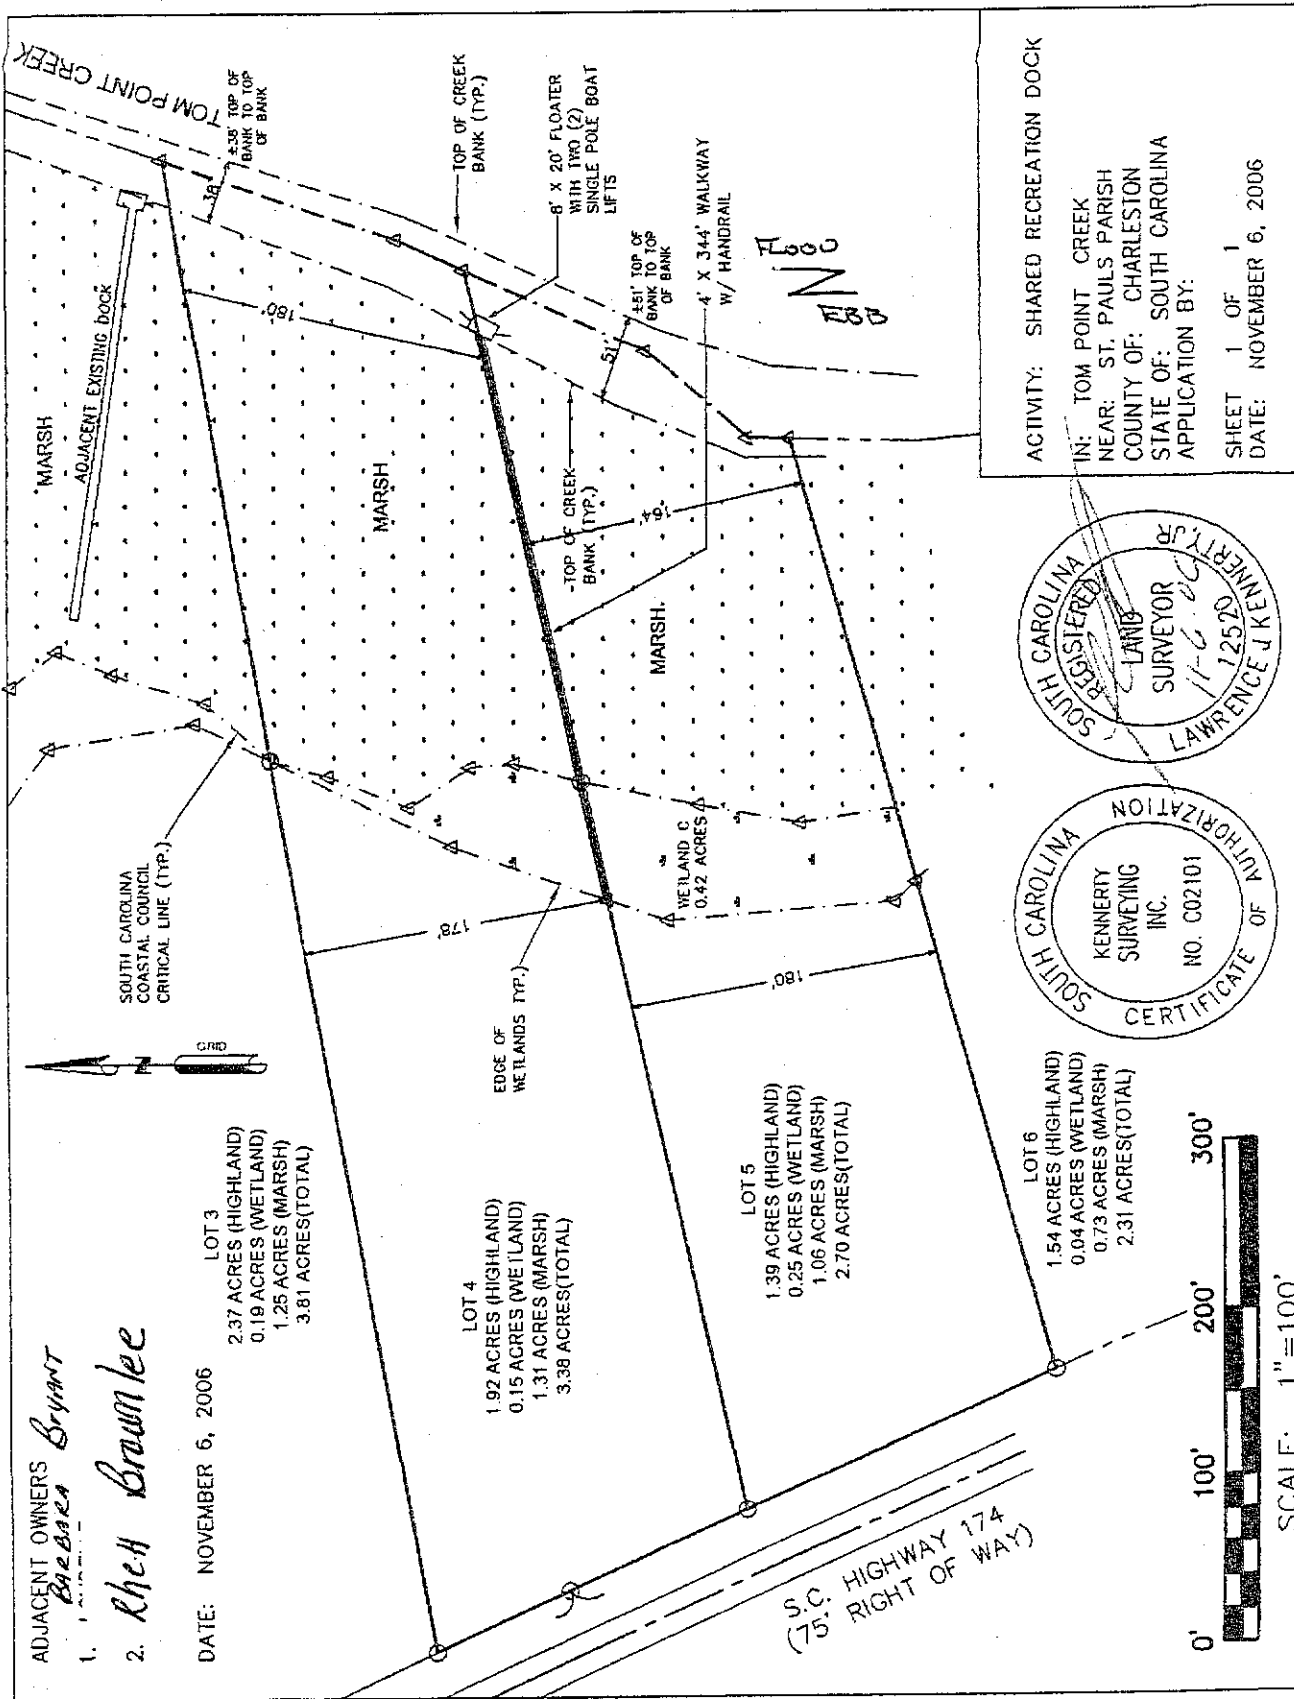 ADJACENT OWNERS
1. BARBARA Bryant
2. Rhett Brownlee
DATE: NOVEMBER 6, 2006
LOT 3
2.37 ACRES (HIGHLAND)
0.19 ACRES (WETLAND)
1.25 ACRES (MARSH)
3.81 ACRES(TOTAL)
LOT 4
1.92 ACRES (HIGHLAND)
0.15 ACRES (WETLAND)
1.31 ACRES (MARSH)
3.38 ACRES(TOTAL)
LOT 5
1.39 ACRES (HIGHLAND)
0.25 ACRES (WETLAND)
1.06 ACRES (MARSH)
2.70 ACRES(TOTAL)
LOT 6
1.54 ACRES (HIGHLAND)
0.04 ACRES (WETLAND)
0.73 ACRES (MARSH)
2.31 ACRES(TOTAL)
S.C. HIGHWAY 174
(75' RIGHT OF WAY)
0' 100' 200' 300'
SCALE: 1"=100'
N
GRID
SOUTH CAROLINA
COASTAL COUNCIL
CRITICAL LINE (TYP.)
EDGE OF
WETLANDS TYP.)
178'
180'
WETLAND C
0.42 ACRES
MARSH
ADJACENT EXISTING DOCK
MARSH
MARSH.
180'
164'
TOP OF CREEK
BANK (TYP.)
TOM POINT CREEK
±38' TOP OF
BANK TO TOP
OF BANK
38'
TOP OF CREEK
BANK (TYP.)
8' X 20' FLOATER
WITH TWO (2)
SINGLE POLE BOAT
LIFTS
±51' TOP OF
BANK TO TOP
OF BANK
51'
4' X 344' WALKWAY
W/ HANDRAIL
FLOOD
EBB
SOUTH CAROLINA
CERTIFICATE OF AUTHORIZATION
KENNERTY
SURVEYING
INC.
NO. C02101
SOUTH CAROLINA
REGISTERED
LAND
SURVEYOR
11-6-06
12520
LAWRENCE J KENNERTY, JR
ACTIVITY: SHARED RECREATION DOCK
IN: TOM POINT CREEK
NEAR: ST. PAULS PARISH
COUNTY OF: CHARLESTON
STATE OF: SOUTH CAROLINA
APPLICATION BY:
SHEET 1 OF 1
DATE: NOVEMBER 6, 2006